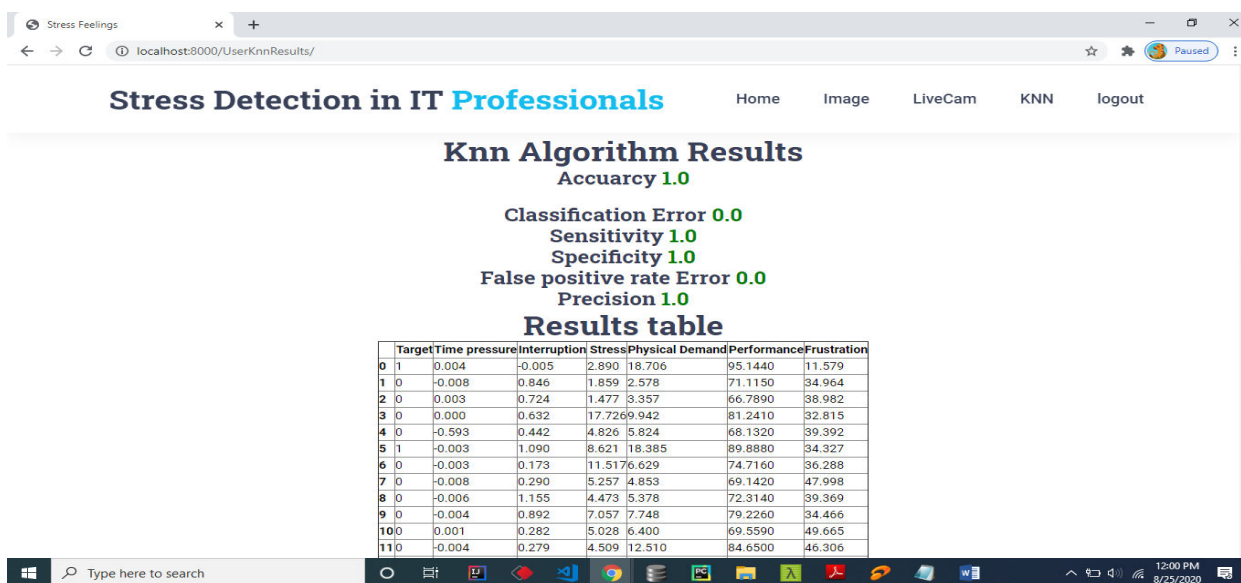 Stress Feelings
localhost:8000/UserKnnResults/
Paused
Stress Detection in IT Professionals Home Image LiveCam KNN logout
Knn Algorithm Results
Accuarcy 1.0
Classification Error 0.0
Sensitivity 1.0
Specificity 1.0
False positive rate Error 0.0
Precision 1.0
Results table
Target Time pressure Interruption Stress Physical Demand Performance Frustration
0 1 0.004 -0.005 2.890 18.706 95.1440 11.579
1 0 -0.008 0.846 1.859 2.578 71.1150 34.964
2 0 0.003 0.724 1.477 3.357 66.7890 38.982
3 0 0.000 0.632 17.726 9.942 81.2410 32.815
4 0 -0.593 0.442 4.826 5.824 68.1320 39.392
5 1 -0.003 1.090 8.621 18.385 89.8880 34.327
6 0 -0.003 0.173 11.517 6.629 74.7160 36.288
7 0 -0.008 0.290 5.257 4.853 69.1420 47.998
8 0 -0.006 1.155 4.473 5.378 72.3140 39.369
9 0 -0.004 0.892 7.057 7.748 79.2260 34.466
10 0 0.001 0.282 5.028 6.400 69.5590 49.665
11 0 -0.004 0.279 4.509 12.510 84.6500 46.306
Type here to search
12:00 PM
8/25/2020